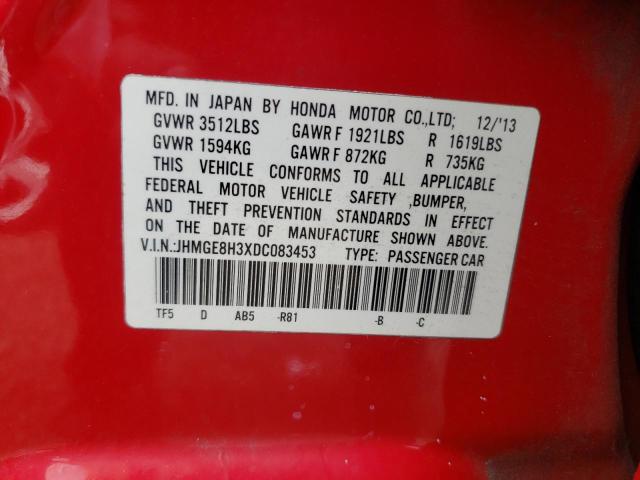 MFD. IN JAPAN BY HONDA MOTOR CO.,LTD; 12/'13
GVWR 3512LBS GAWR F 1921LBS R 1619LBS
GVWR 1594KG GAWR F 872KG R 735KG
THIS VEHICLE CONFORMS TO ALL APPLICABLE
FEDERAL MOTOR VEHICLE SAFETY ,BUMPER,
AND THEFT PREVENTION STANDARDS IN EFFECT
ON THE DATE OF MANUFACTURE SHOWN ABOVE.
V.I.N.:JHMGE8H3XDC083453 TYPE: PASSENGER CAR
TF5 D AB5 -R81 -B -C